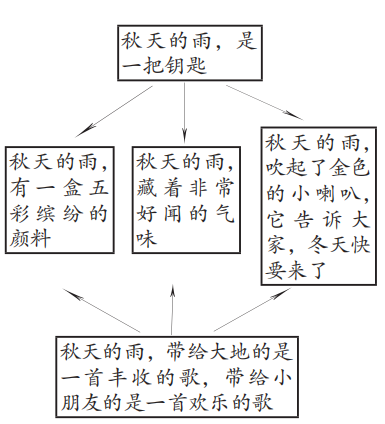 秋天的雨，是
一把钥匙
秋天的雨，
有一盒五
彩缤纷的
颜料
秋天的雨，
藏着非常
好闻的气
味
秋天的雨，
吹起了金色
的小喇叭，
它告诉大
家，冬天快
要来了
秋天的雨，带给大地的是
一首丰收的歌，带给小
朋友的是一首欢乐的歌